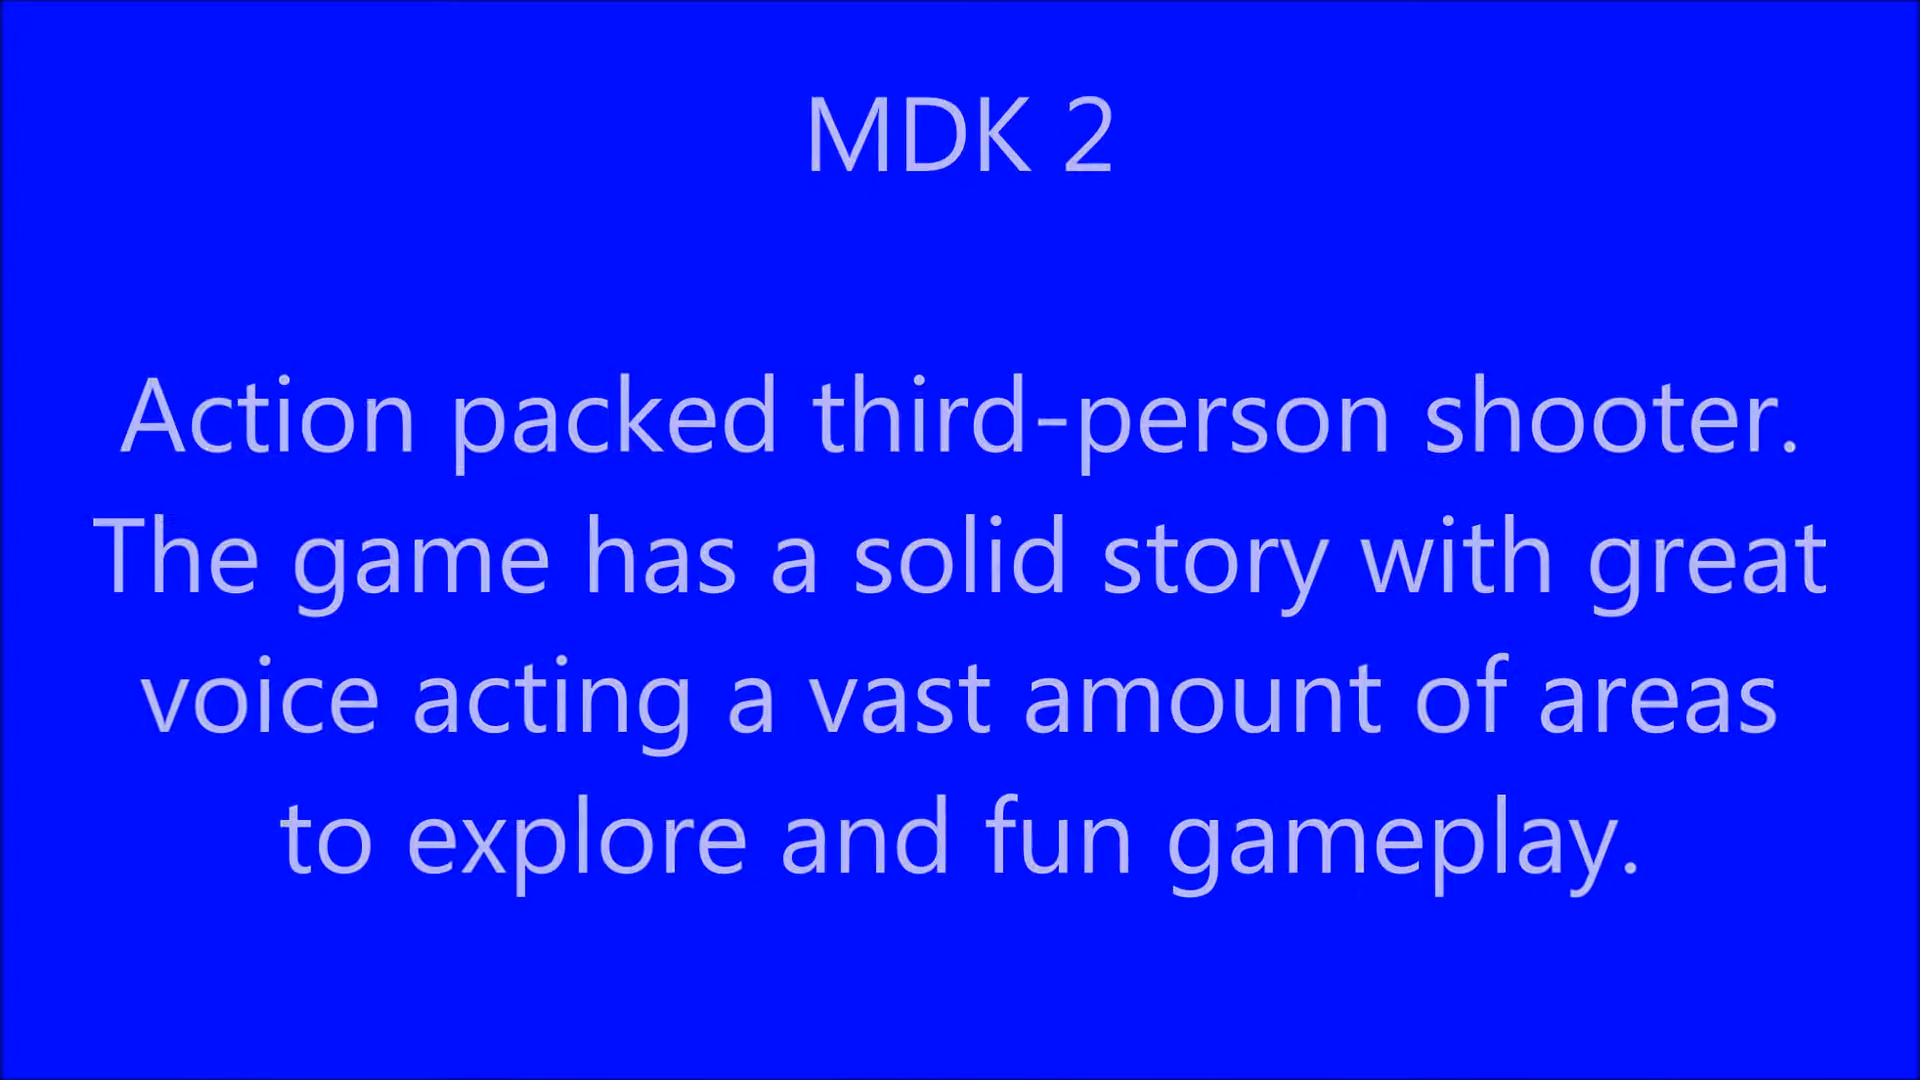 MDK 2
Action packed third-person shooter.
The game has a solid story with great
voice acting a vast amount of areas
to explore and fun gameplay.